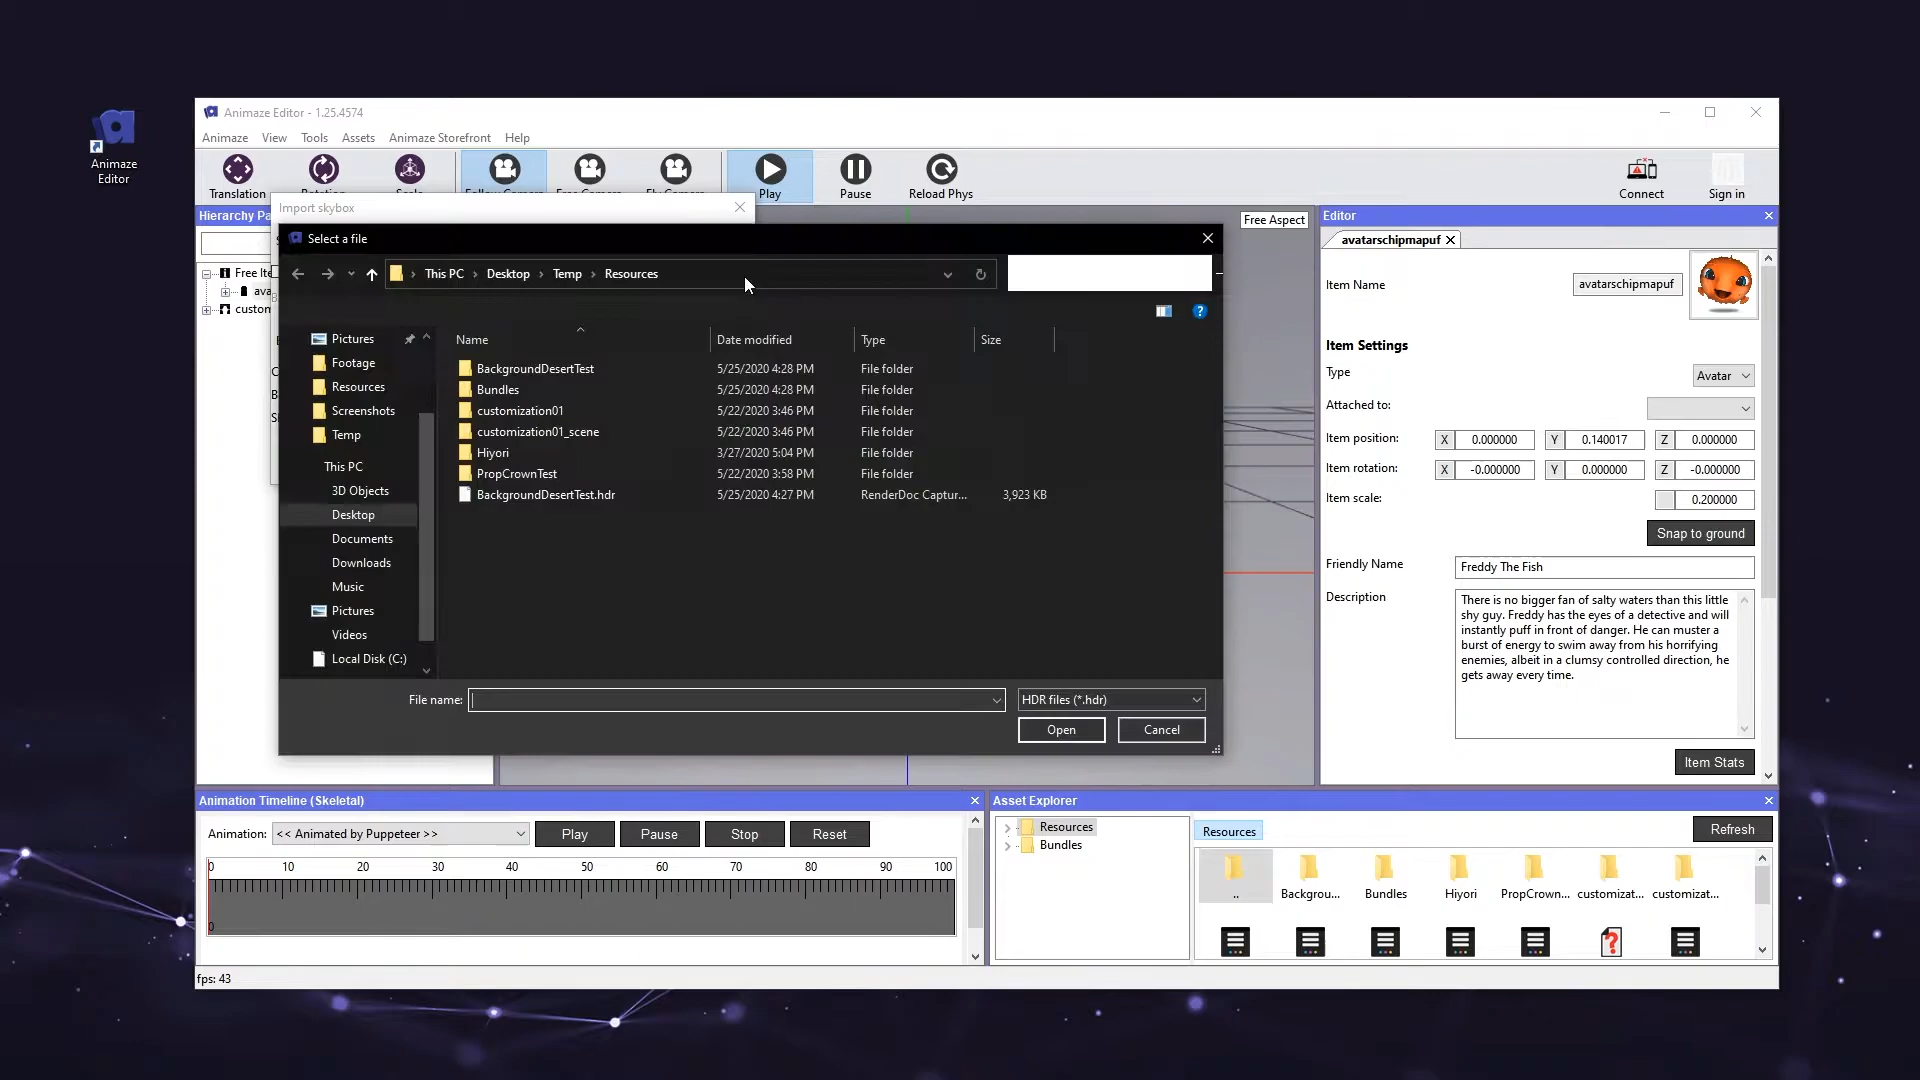 Animaze
Editor
Animaze Editor - 1.25.4574
Animaze View Tools Assets Animaze Storefront Help
Translation
Play
Pause
Reload Phys
Connect
Sign in
Hierarchy Pa
Import skybox
Free Ite
ava
custom
Select a file
This PC > Desktop > Temp > Resources
Pictures
Footage
Resources
Screenshots
Temp
This PC
3D Objects
Desktop
Documents
Downloads
Music
Pictures
Videos
Local Disk (C:)
Name Date modified Type Size
BackgroundDesertTest 5/25/2020 4:28 PM File folder
Bundles 5/25/2020 4:28 PM File folder
customization01 5/22/2020 3:46 PM File folder
customization01_scene 5/22/2020 3:46 PM File folder
Hiyori 3/27/2020 5:04 PM File folder
PropCrownTest 5/22/2020 3:58 PM File folder
BackgroundDesertTest.hdr 5/25/2020 4:27 PM RenderDoc Captur... 3,923 KB
File name:
HDR files (*.hdr)
Open Cancel
Free Aspect
Editor
avatarschipmapuf
Item Name avatarschipmapuf
Item Settings
Type Avatar
Attached to:
Item position: X 0.000000 Y 0.140017 Z 0.000000
Item rotation: X -0.000000 Y 0.000000 Z -0.000000
Item scale: 0.200000
Snap to ground
Friendly Name Freddy The Fish
Description
There is no bigger fan of salty waters than this little
shy guy. Freddy has the eyes of a detective and will
instantly puff in front of danger. He can muster a
burst of energy to swim away from his horrifying
enemies, albeit in a clumsy controlled direction, he
gets away every time.
Item Stats
Animation Timeline (Skeletal)
Animation: << Animated by Puppeteer >> Play Pause Stop Reset
0 10 20 30 40 50 60 70 80 90 100
0
Asset Explorer
Resources
Bundles
Resources
Refresh
..
Backgrou...
Bundles
Hiyori
PropCrown...
customizat...
customizat...
fps: 43